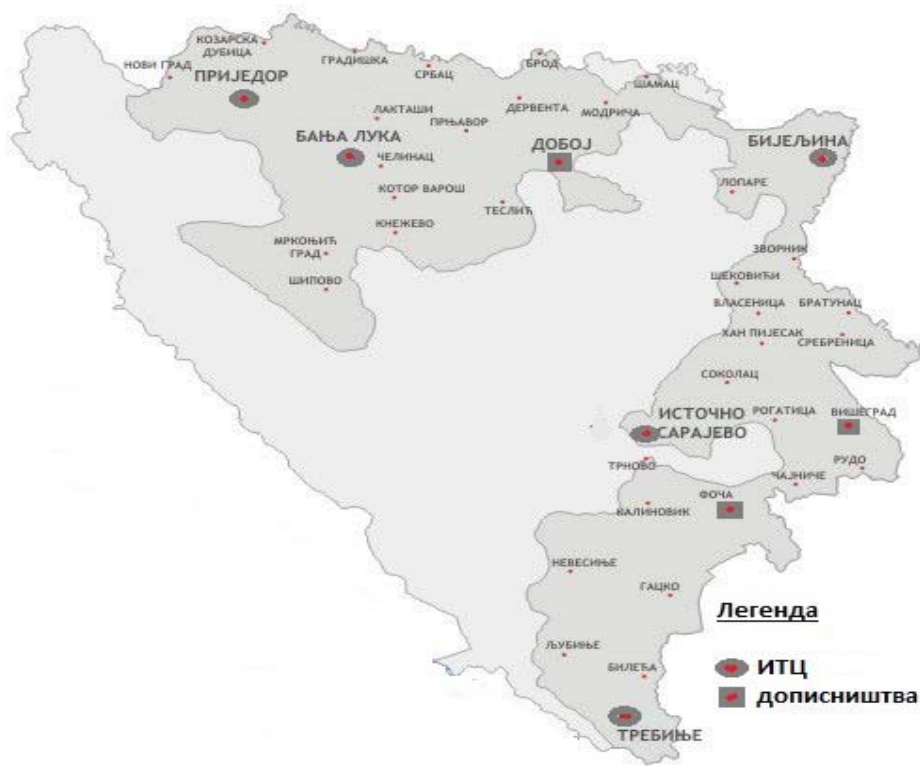 КОЗАРСКА
ДУБИЦА
НОВИ ГРАД
ПРИЈЕДОР
ГРАДИШКА
СРБАЦ
БРОД
ШАМАЦ
ДЕРВЕНТА
МОДРИЧА
ЛАКТАШИ
ПРЊАВОР
БАЊА ЛУКА
ДОБОЈ
БИЈЕЉИНА
ЧЕЛИНАЦ
ЛОПАРЕ
КОТОР ВАРОШ
ТЕСЛИЋ
КНЕЖЕВО
МРКОЊИЋ
ГРАД
ШИПОВО
ЗВОРНИК
ШЕКОВИЋИ
ВЛАСЕНИЦА
БРАТУНАЦ
ХАН ПИЈЕСАК
СРЕБРЕНИЦА
СОКОЛАЦ
ИСТОЧНО
САРАЈЕВО
РОГАТИЦА
ВИШЕГРАД
ТРНОВО
РУДО
ЧАЈНИЧЕ
ФОЧА
КАЛИНОВИК
НЕВЕСИЊЕ
ГАЦКО
ЉУБИЊЕ
БИЛЕЋА
ТРЕБИЊЕ
Легенда
ИТЦ
дописништва